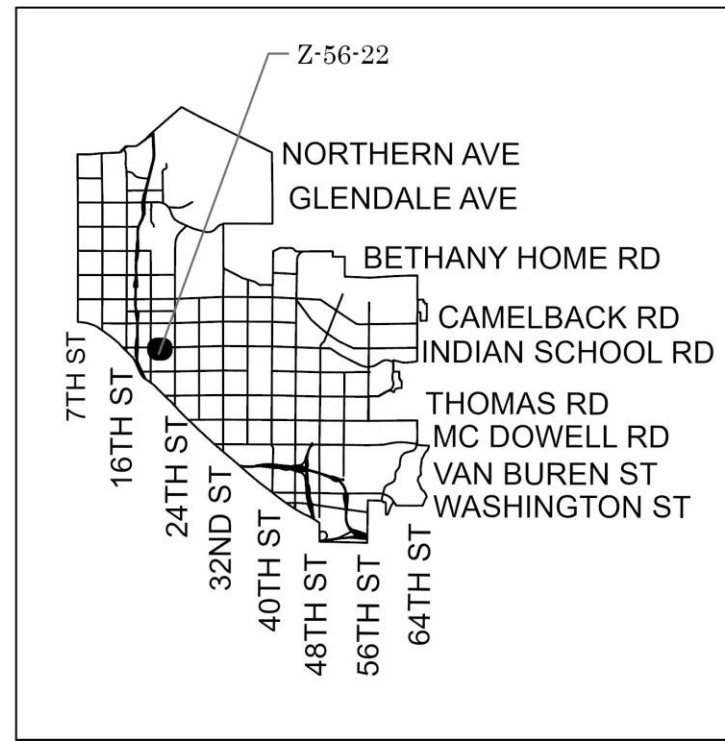 Z-56-22
NORTHERN AVE
GLENDALE AVE
BETHANY HOME RD
CAMELBACK RD
INDIAN SCHOOL RD
THOMAS RD
MC DOWELL RD
VAN BUREN ST
WASHINGTON ST
7TH ST
16TH ST
24TH ST
32ND ST
40TH ST
48TH ST
56TH ST
64TH ST